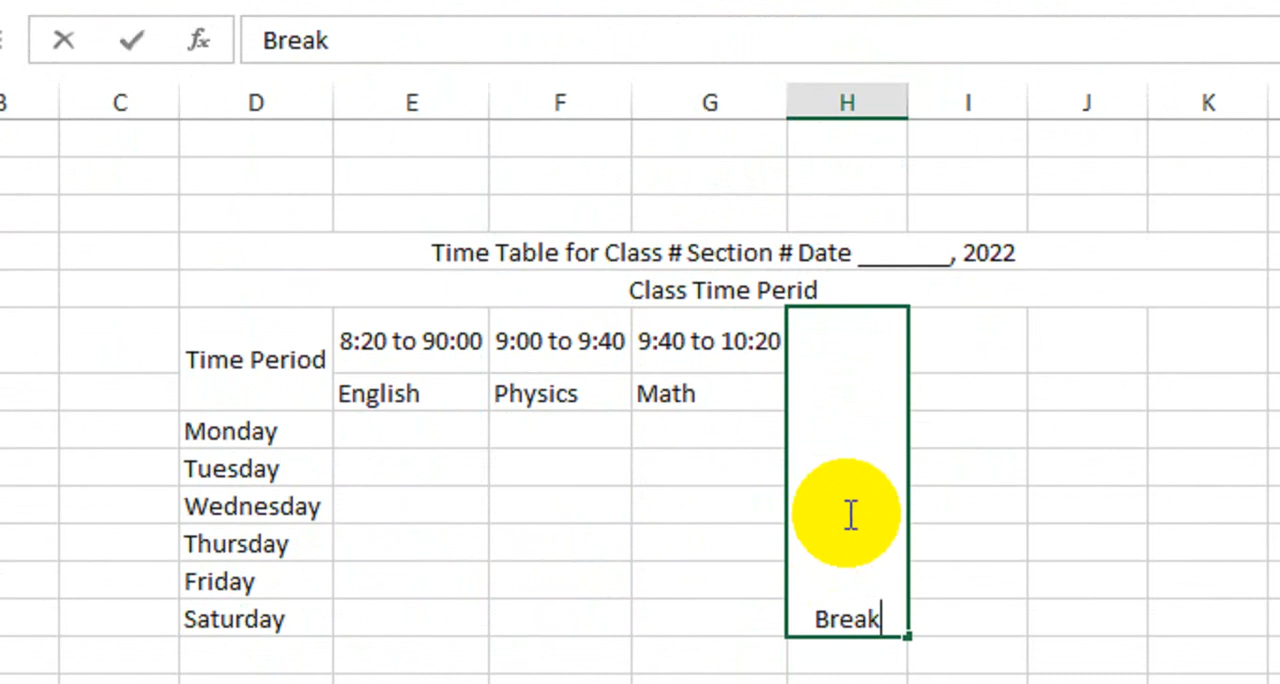 fx Break
B C D E F G H I J K
Time Table for Class # Section # Date _______, 2022
Class Time Perid
Time Period 8:20 to 90:00 9:00 to 9:40 9:40 to 10:20
English Physics Math
Monday
Tuesday
Wednesday
Thursday
Friday
Saturday Break